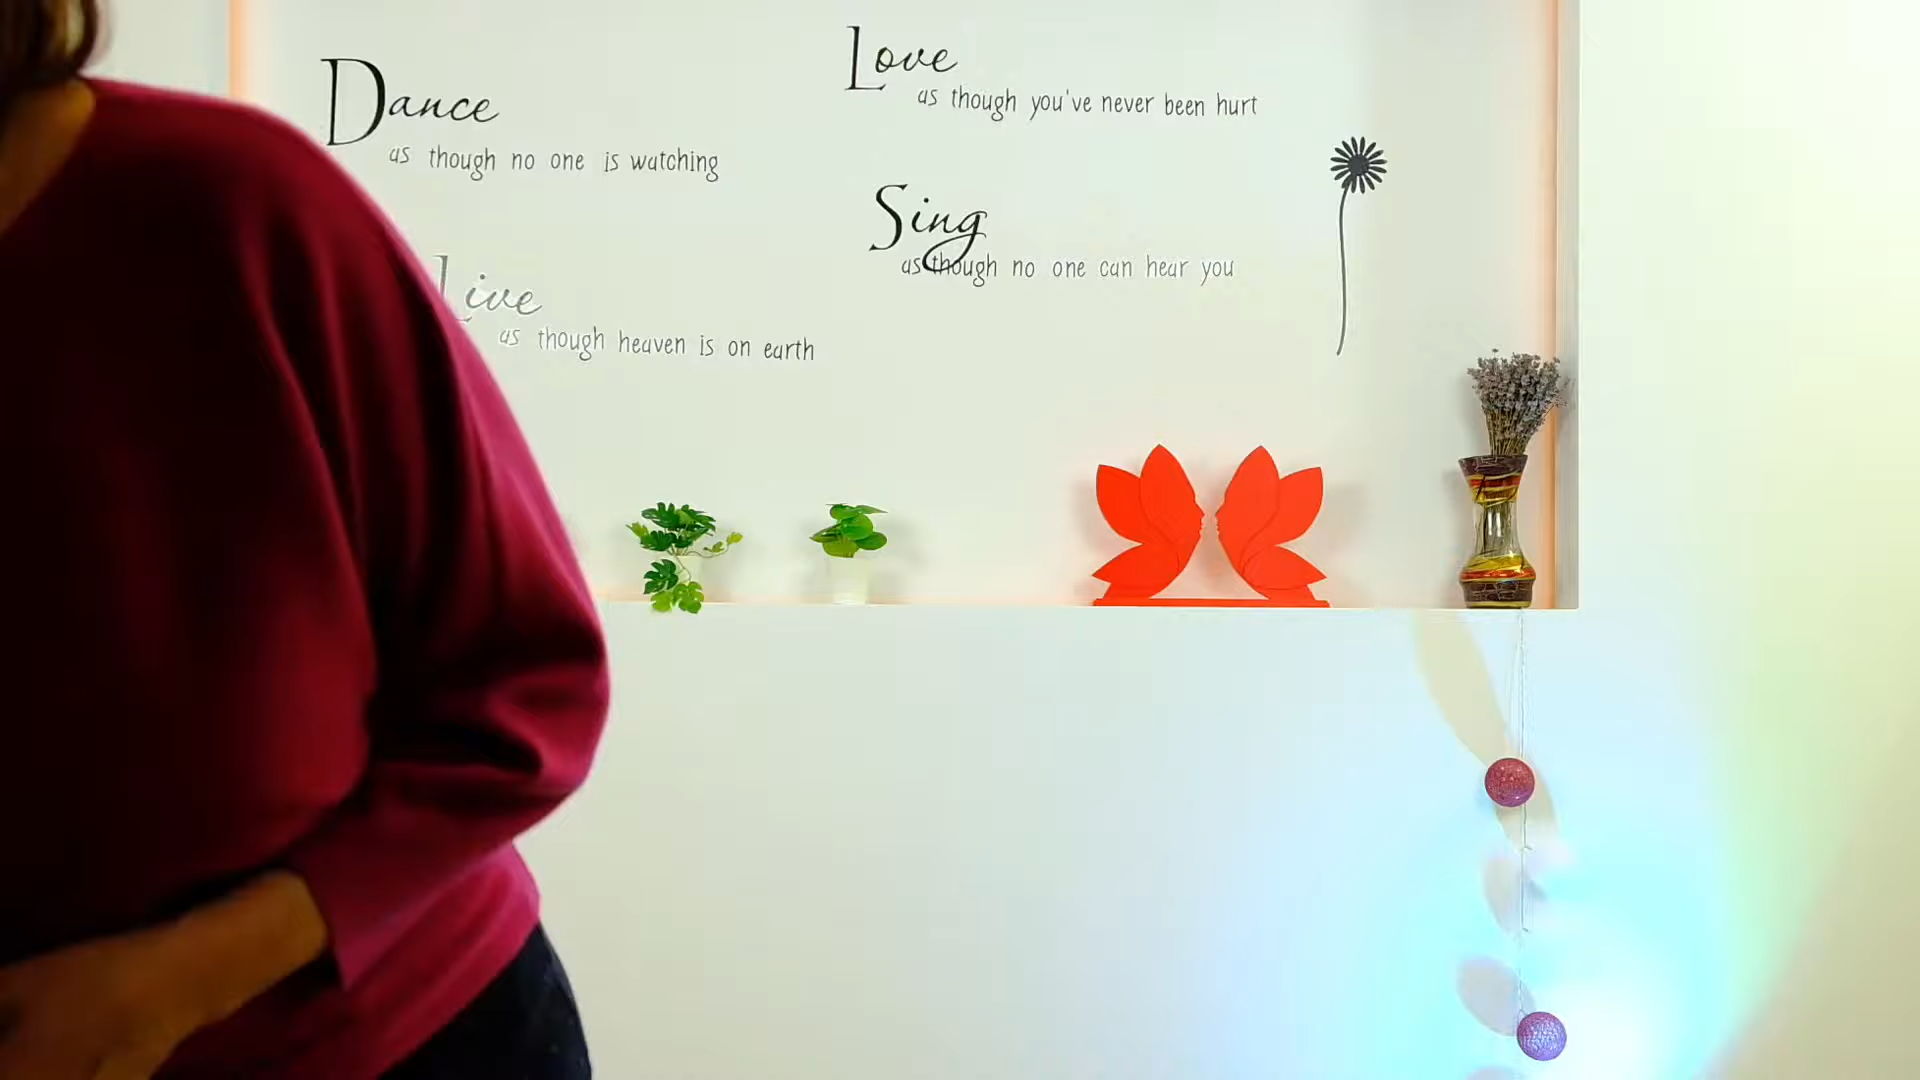 Dance
as though no one is watching
Love
as though you've never been hurt
Sing
as though no one can hear you
Live
as though heaven is on earth